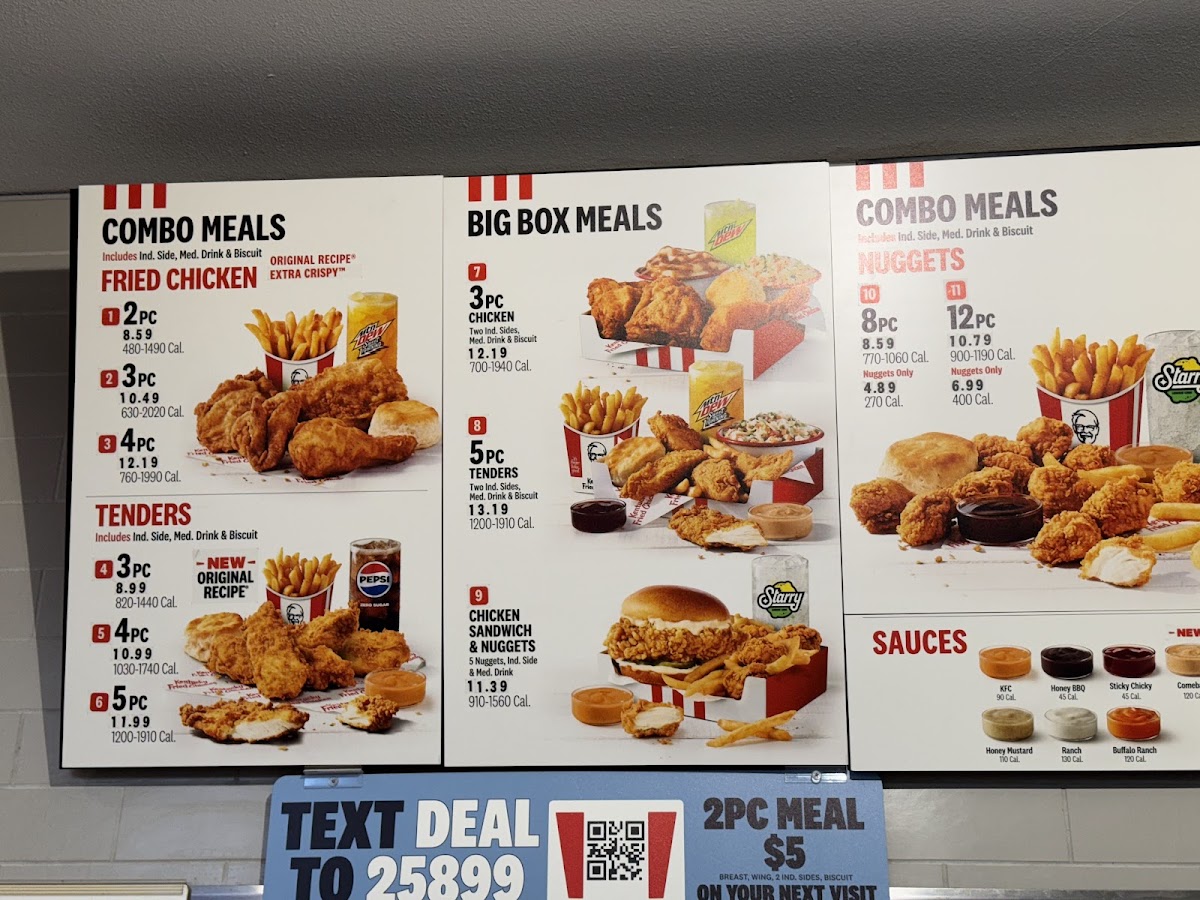 COMBO MEALS
Includes Ind. Side, Med. Drink & Biscuit
FRIED CHICKEN
ORIGINAL RECIPE®
EXTRA CRISPY™
1 2PC
8.59
480-1490 Cal.
2 3PC
10.49
630-2020 Cal.
3 4PC
12.19
760-1990 Cal.
TENDERS
Includes Ind. Side, Med. Drink & Biscuit
4 3PC
8.99
820-1440 Cal.
5 4PC
10.99
1030-1740 Cal.
6 5PC
11.99
1200-1910 Cal.
NEW
ORIGINAL
RECIPE®
PEPSI
ZERO SUGAR
BIG BOX MEALS
7
3PC
CHICKEN
Two Ind. Sides,
Med. Drink & Biscuit
12.19
700-1940 Cal.
8
5PC
TENDERS
Two Ind. Sides,
Med. Drink & Biscuit
13.19
1200-1910 Cal.
9
CHICKEN
SANDWICH
& NUGGETS
5 Nuggets, Ind. Side
& Med. Drink
11.39
910-1560 Cal.
Starry
COMBO MEALS
Includes Ind. Side, Med. Drink & Biscuit
NUGGETS
10
8PC
8.59
770-1060 Cal.
Nuggets Only
4.89
270 Cal.
11
12PC
10.79
900-1190 Cal.
Nuggets Only
6.99
400 Cal.
Starry
SAUCES
KFC
90 Cal.
Honey BBQ
45 Cal.
Sticky Chicky
45 Cal.
Honey Mustard
110 Cal.
Ranch
130 Cal.
Buffalo Ranch
120 Cal.
TEXT DEAL
TO 25899
2PC MEAL
$5
BREAST, WING, 2 IND. SIDES, BISCUIT
ON YOUR NEXT VISIT